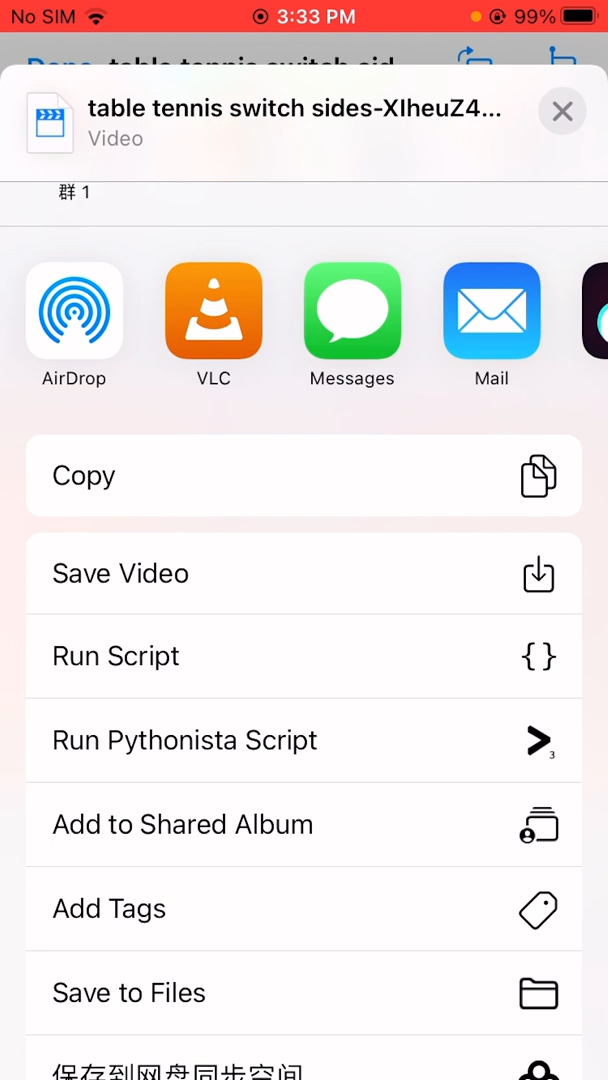 No SIM 3:33 PM 99%
Done table tennis switch sid
table tennis switch sides-XIheuZ4...
Video
群 1
AirDrop VLC Messages Mail
Copy
Save Video
Run Script
Run Pythonista Script
3
Add to Shared Album
Add Tags
Save to Files
保存到网盘同步空间